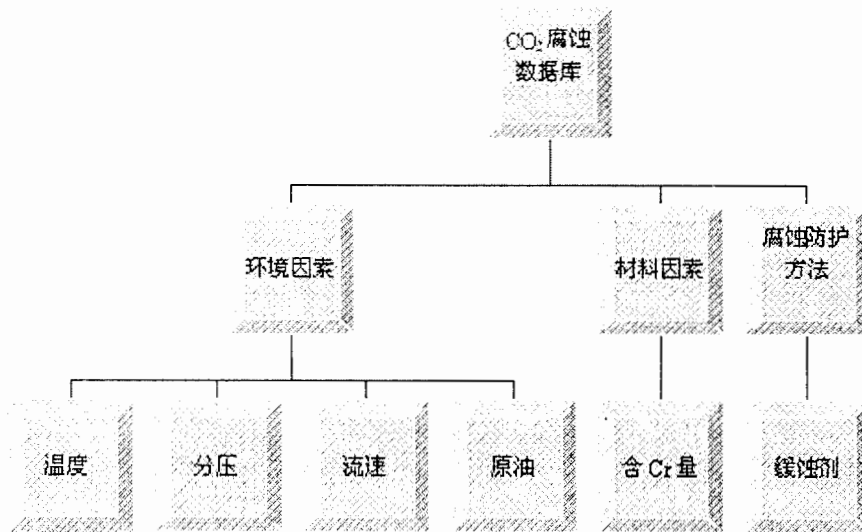 CO₂腐蚀
数据库
环境因素
材料因素
腐蚀防护
方法
温度
分压
流速
原油
含Cr量
缓蚀剂